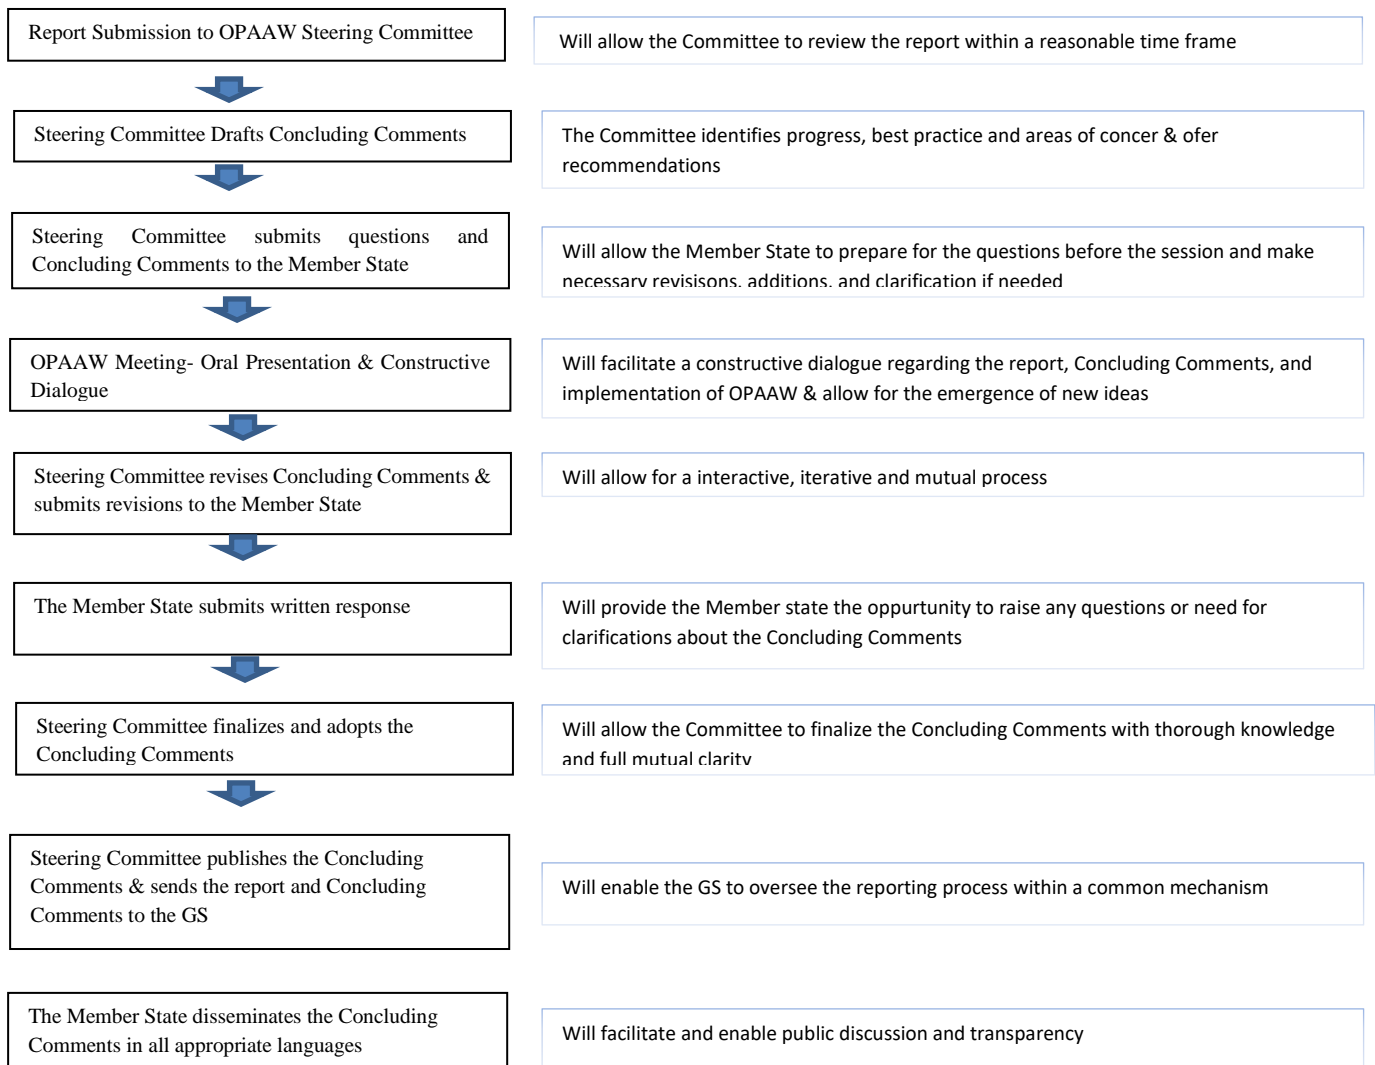 Report Submission to OPAAW Steering Committee
Will allow the Committee to review the report within a reasonable time frame
Steering Committee Drafts Concluding Comments
The Committee identifies progress, best practice and areas of concer & ofer
recommendations
Steering Committee submits questions and
Concluding Comments to the Member State
Will allow the Member State to prepare for the questions before the session and make
necessary revisisons, additions, and clarification if needed
OPAAW Meeting- Oral Presentation & Constructive
Dialogue
Will facilitate a constructive dialogue regarding the report, Concluding Comments, and
implementation of OPAAW & allow for the emergence of new ideas
Steering Committee revises Concluding Comments &
submits revisions to the Member State
Will allow for a interactive, iterative and mutual process
The Member State submits written response
Will provide the Member state the oppurtunity to raise any questions or need for
clarifications about the Concluding Comments
Steering Committee finalizes and adopts the
Concluding Comments
Will allow the Committee to finalize the Concluding Comments with thorough knowledge
and full mutual clarity
Steering Committee publishes the Concluding
Comments & sends the report and Concluding
Comments to the GS
Will enable the GS to oversee the reporting process within a common mechanism
The Member State disseminates the Concluding
Comments in all appropriate languages
Will facilitate and enable public discussion and transparency